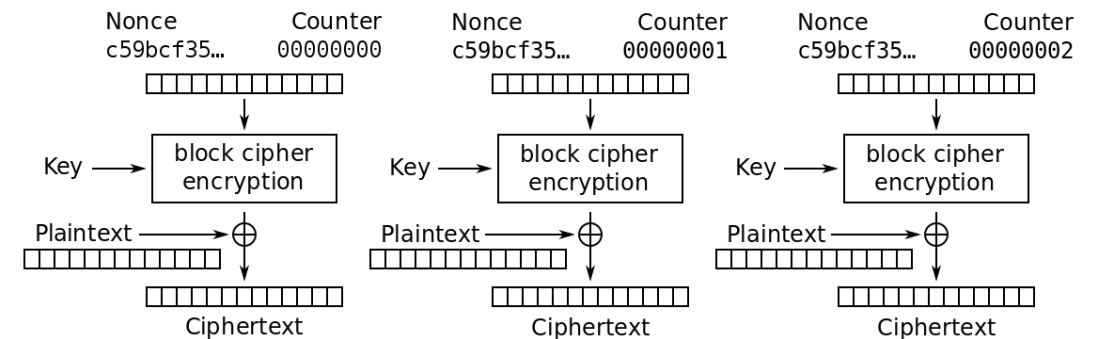 Nonce Counter
c59bcf35… 00000000
block cipher
encryption
Key
Plaintext
Ciphertext
Nonce Counter
c59bcf35… 00000001
block cipher
encryption
Key
Plaintext
Ciphertext
Nonce Counter
c59bcf35… 00000002
block cipher
encryption
Key
Plaintext
Ciphertext